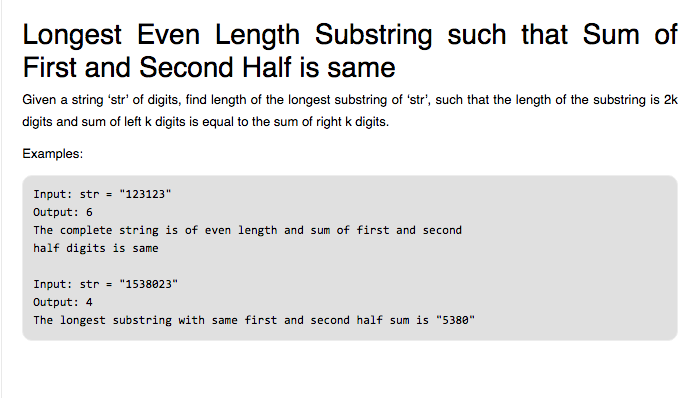 Longest Even Length Substring such that Sum of
First and Second Half is same
Given a string ‘str’ of digits, find length of the longest substring of ‘str’, such that the length of the substring is 2k
digits and sum of left k digits is equal to the sum of right k digits.
Examples:
Input: str = "123123"
Output: 6
The complete string is of even length and sum of first and second
half digits is same
Input: str = "1538023"
Output: 4
The longest substring with same first and second half sum is "5380"